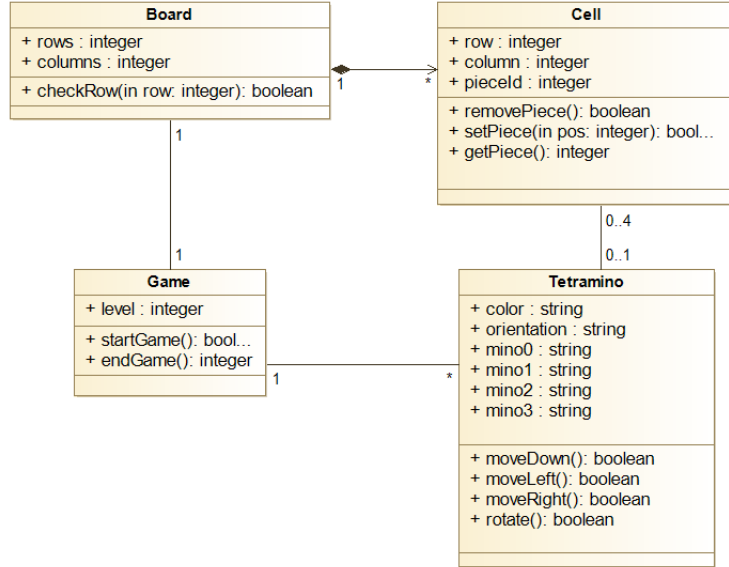 Board
+ rows : integer
+ columns : integer
+ checkRow(in row: integer): boolean
1
*
Cell
+ row : integer
+ column : integer
+ pieceId : integer
+ removePiece(): boolean
+ setPiece(in pos: integer): bool...
+ getPiece(): integer
1
1
0..4
0..1
Game
+ level : integer
+ startGame(): bool...
+ endGame(): integer
1
*
Tetramino
+ color : string
+ orientation : string
+ mino0 : string
+ mino1 : string
+ mino2 : string
+ mino3 : string
+ moveDown(): boolean
+ moveLeft(): boolean
+ moveRight(): boolean
+ rotate(): boolean